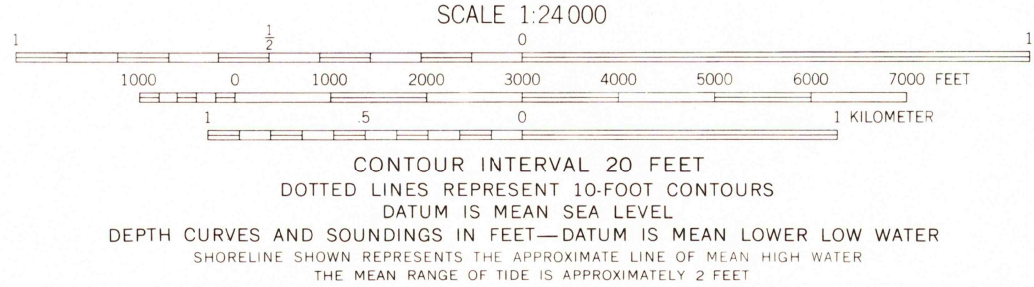 SCALE 1:24 000
1 1/2 0 1
1000 0 1000 2000 3000 4000 5000 6000 7000 FEET
1 .5 0 1 KILOMETER
CONTOUR INTERVAL 20 FEET
DOTTED LINES REPRESENT 10-FOOT CONTOURS
DATUM IS MEAN SEA LEVEL
DEPTH CURVES AND SOUNDINGS IN FEET—DATUM IS MEAN LOWER LOW WATER
SHORELINE SHOWN REPRESENTS THE APPROXIMATE LINE OF MEAN HIGH WATER
THE MEAN RANGE OF TIDE IS APPROXIMATELY 2 FEET